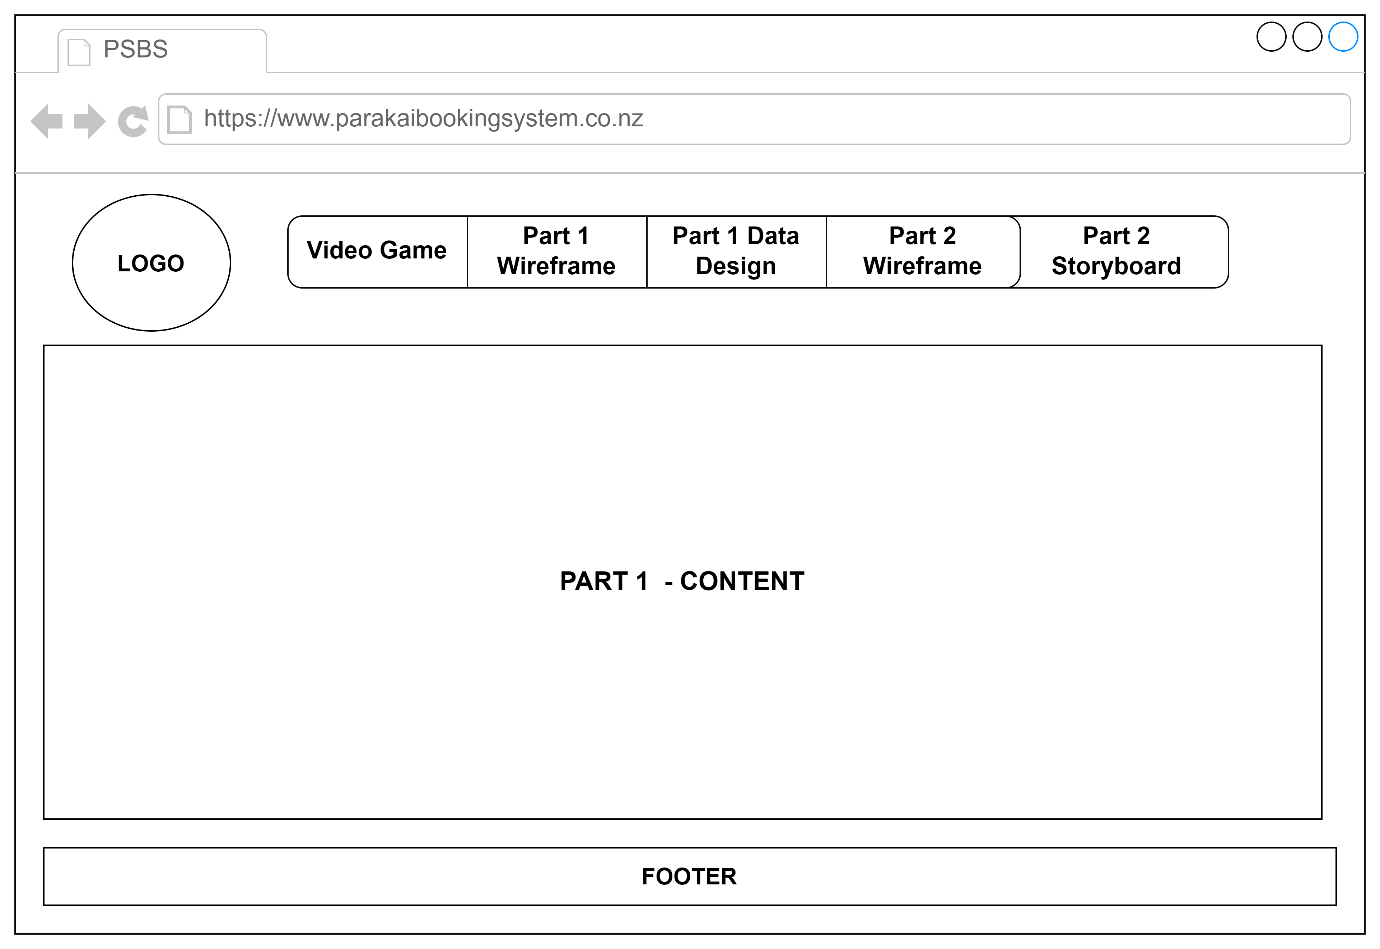 PSBS
https://www.parakaibookingsystem.co.nz
LOGO
Video Game
Part 1
Wireframe
Part 1 Data
Design
Part 2
Wireframe
Part 2
Storyboard
PART 1  - CONTENT
FOOTER